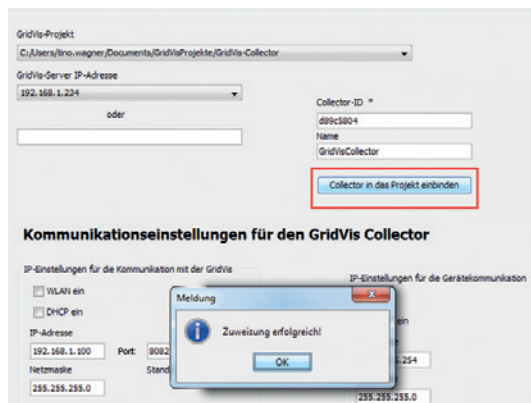 GridVis-Projekt
C:/Users/tino.wagner/Documents/GridVisProjekte/GridVis-Collector
GridVis-Server IP-Adresse
192.168.1.234
oder
Collector-ID *
d89c5804
Name
GridVisCollector
Collector in das Projekt einbinden
Kommunikationseinstellungen für den GridVis Collector
IP-Einstellungen für die Kommunikation mit der GridVis
WLAN ein
DHCP ein
IP-Adresse
192.168.1.100 Port: 8082
Netzmaske
255.255.255.0
IP-Einstellungen für die Gerätekommunikation
ein
.254
255.255.255.0
Meldung
Zuweisung erfolgreich!
OK